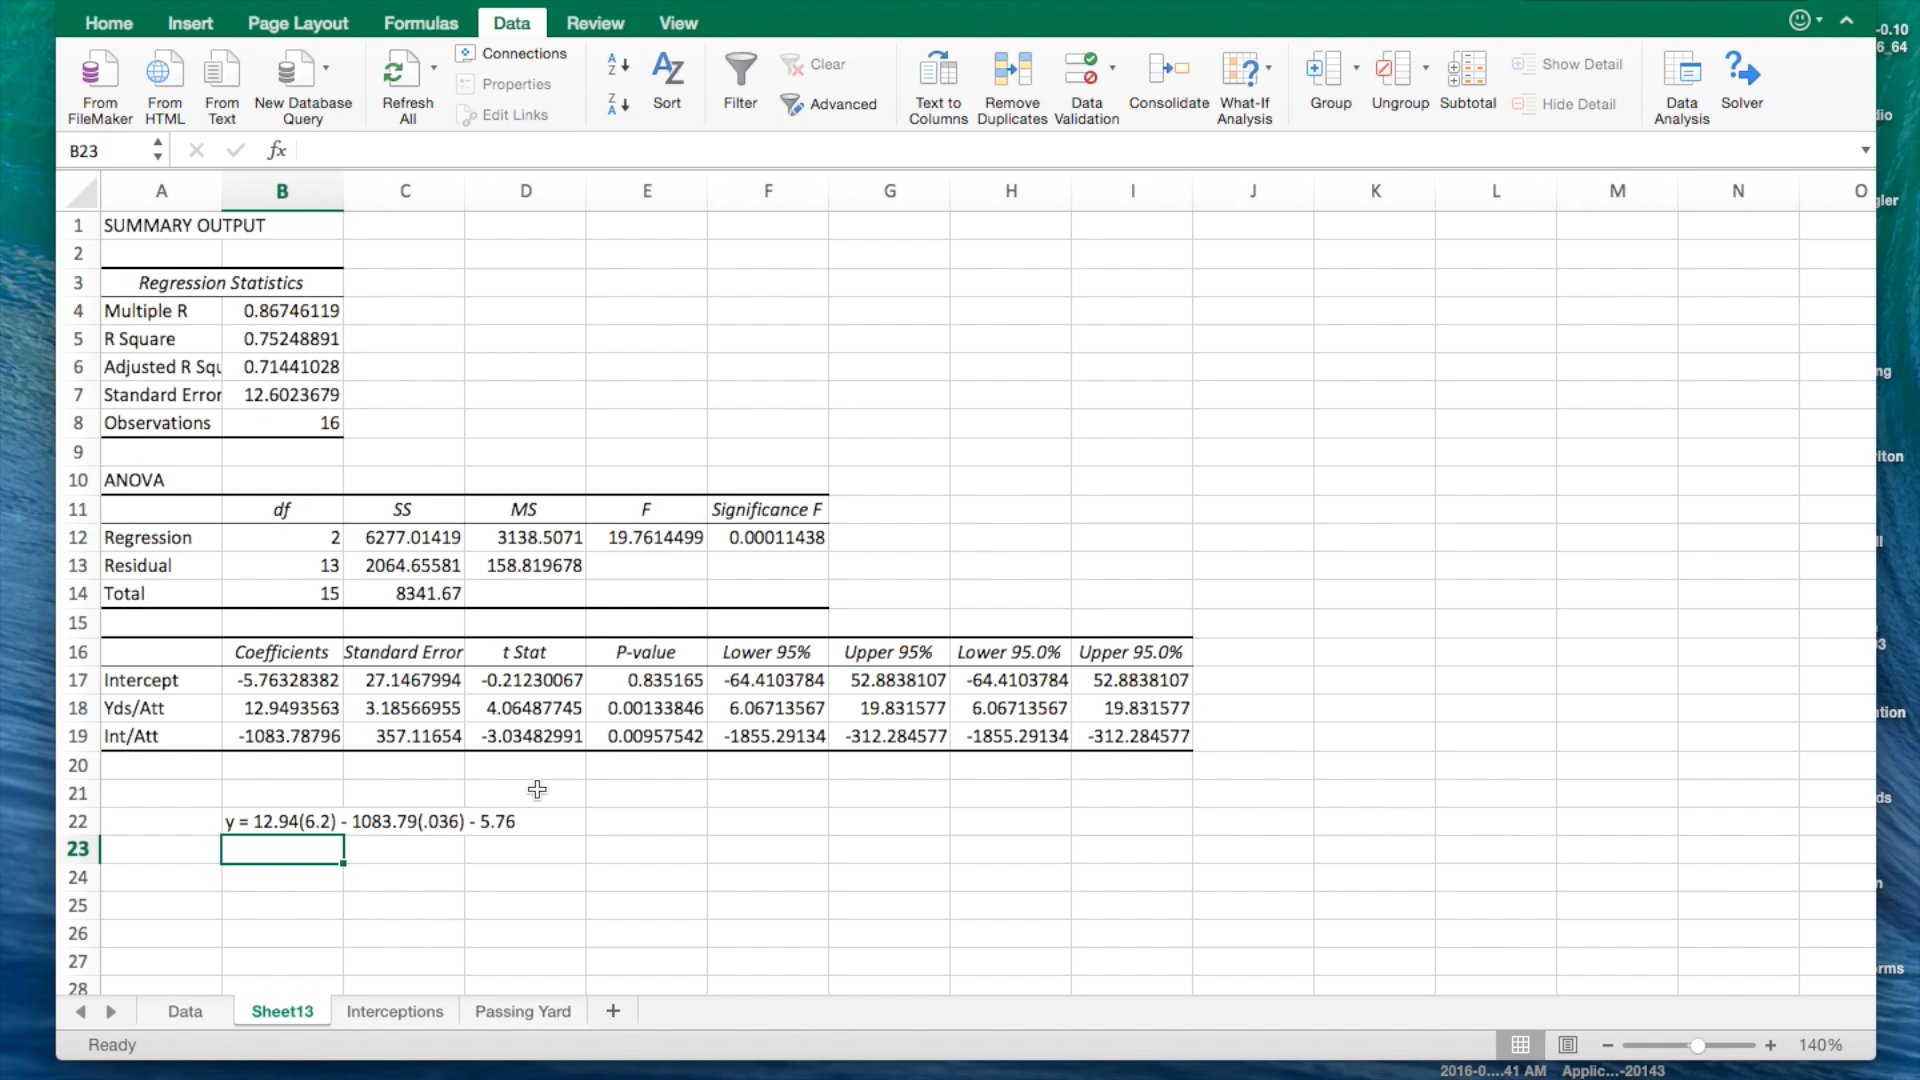 Home Insert Page Layout Formulas Data Review View
From FileMaker
From HTML
From Text
New Database Query
Refresh All
Connections
Properties
Edit Links
Sort
Filter
Clear
Advanced
Text to Columns
Remove Duplicates
Data Validation
Consolidate
What-If Analysis
Group
Ungroup
Subtotal
Show Detail
Hide Detail
Data Analysis
Solver
B23 fx
A B C D E F G H I J K L M N O
1 SUMMARY OUTPUT
2
3 Regression Statistics
4 Multiple R 0.86746119
5 R Square 0.75248891
6 Adjusted R Squ 0.71441028
7 Standard Error 12.6023679
8 Observations 16
9
10 ANOVA
11 df SS MS F Significance F
12 Regression 2 6277.01419 3138.5071 19.7614499 0.00011438
13 Residual 13 2064.65581 158.819678
14 Total 15 8341.67
15
16 Coefficients Standard Error t Stat P-value Lower 95% Upper 95% Lower 95.0% Upper 95.0%
17 Intercept -5.76328382 27.1467994 -0.21230067 0.835165 -64.4103784 52.8838107 -64.4103784 52.8838107
18 Yds/Att 12.9493563 3.18566955 4.06487745 0.00133846 6.06713567 19.831577 6.06713567 19.831577
19 Int/Att -1083.78796 357.11654 -3.03482991 0.00957542 -1855.29134 -312.284577 -1855.29134 -312.284577
20
21
22 y = 12.94(6.2) - 1083.79(.036) - 5.76
23
24
25
26
27
28
Data Sheet13 Interceptions Passing Yard +
Ready 140%
2016-0....41 AM Applic...-20143